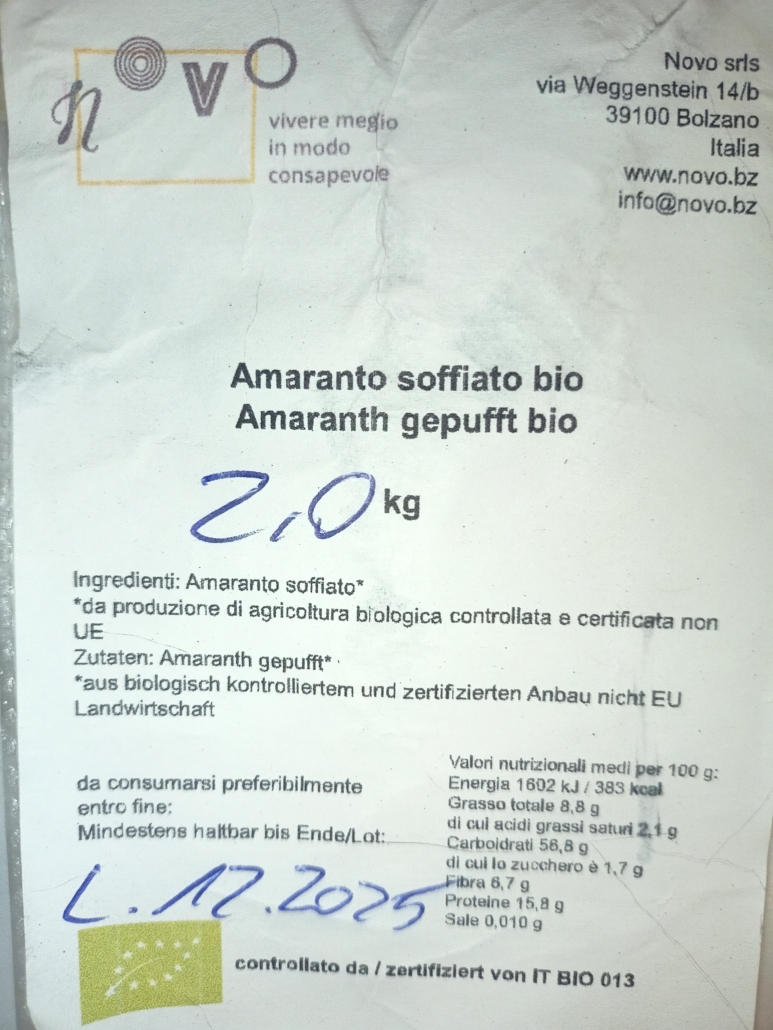 novo
vivere meglio
in modo
consapevole
Novo srls
via Weggenstein 14/b
39100 Bolzano
Italia
www.novo.bz
info@novo.bz
Amaranto soffiato bio
Amaranth gepufft bio
2,0 kg
Ingredienti: Amaranto soffiato*
*da produzione di agricoltura biologica controllata e certificata non
UE
Zutaten: Amaranth gepufft*
*aus biologisch kontrolliertem und zertifizierten Anbau nicht EU
Landwirtschaft
da consumarsi preferibilmente
entro fine:
Mindestens haltbar bis Ende/Lot:
L. 12.2025
Valori nutrizionali medi per 100 g:
Energia 1602 kJ / 383 kcal
Grasso totale 8,8 g
di cui acidi grassi saturi 2,1 g
Carboidrati 56,8 g
di cui lo zucchero è 1,7 g
Fibra 6,7 g
Proteine 15,8 g
Sale 0,010 g
controllato da / zertifiziert von IT BIO 013